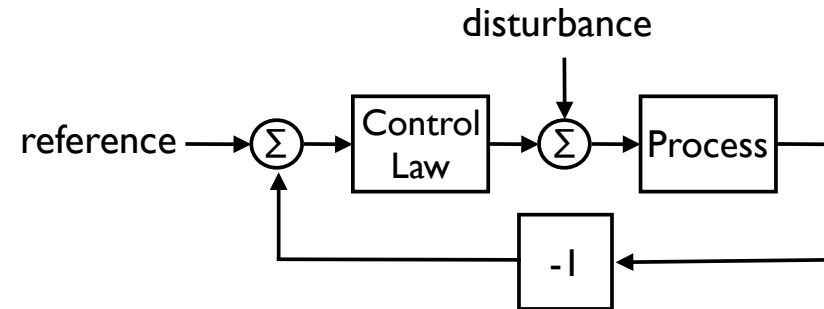 disturbance
reference
Σ
Control
Law
Σ
Process
-1